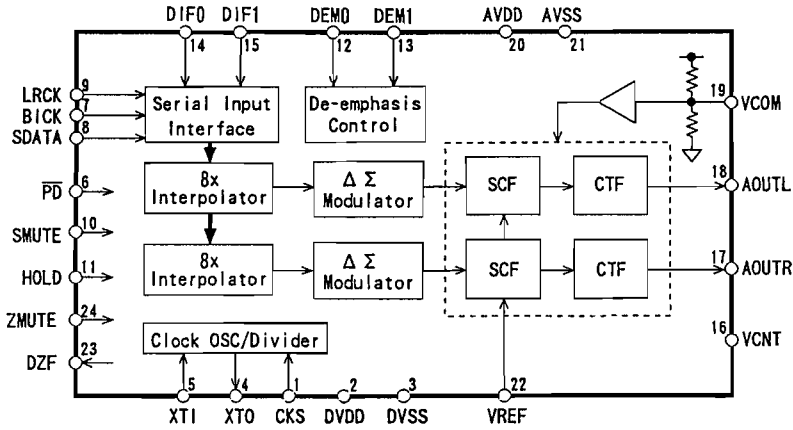 DIF0 DIF1 DEM0 DEM1 AVDD AVSS
14 15 12 13 20 21
9 LRCK
7 BICK
8 SDATA
Serial Input
Interface
De-emphasis
Control
19 VCOM
6 PD
8x
Interpolator
ΔΣ
Modulator
SCF
CTF
18 AOUTL
10 SMUTE
11 HOLD
8x
Interpolator
ΔΣ
Modulator
SCF
CTF
17 AOUTR
24 ZMUTE
23 DZF
Clock OSC/Divider
16 VCNT
5 4 1 2 3 22
XTI XTO CKS DVDD DVSS VREF